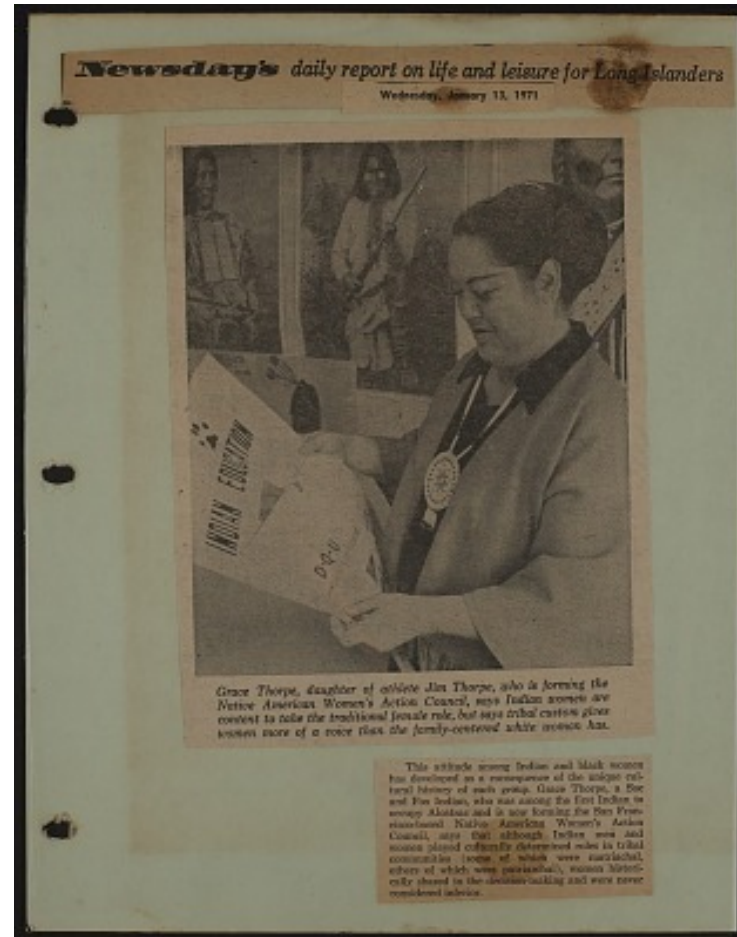 Newsday's daily report on life and leisure for Long Islanders
Wednesday, January 13, 1971
INDIAN EDUCATION
D-Q-U
Grace Thorpe, daughter of athlete Jim Thorpe, who is forming the
Native American Women's Action Council, says Indian women are
content to take the traditional female role, but says tribal custom gives
women more of a voice than the family-centered white woman has.
This attitude among Indian and black women
has developed as a consequence of the unique cul-
tural history of each group. Grace Thorpe, a Sac
and Fox Indian, who was among the first Indian to
occupy Alcatraz and is now forming the San Fran-
cisco-based Native American Women's Action
Council, says that although Indian men and
women played culturally determined roles in tribal
communities (some of which were matriarchal,
others of which were patriarchal), women histori-
cally shared in the decision-making and were never
considered inferior.